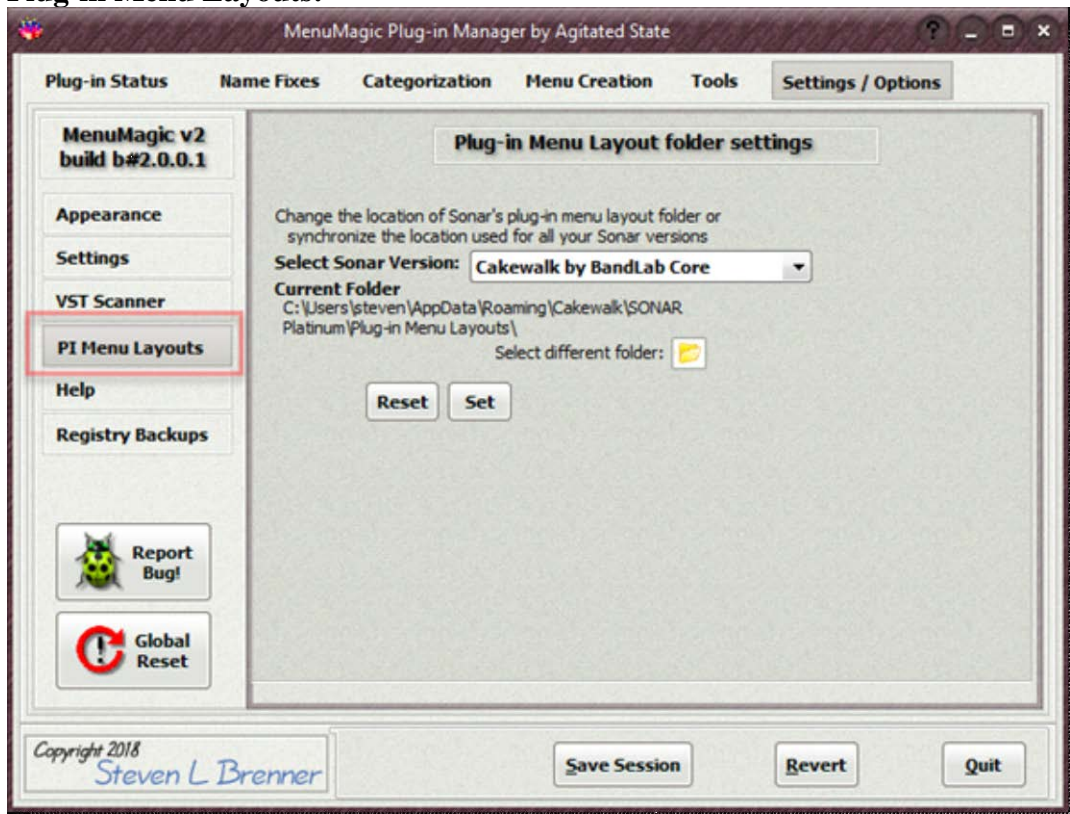 Plug-in Menu Layouts:
MenuMagic Plug-in Manager by Agitated State
Plug-in Status Name Fixes Categorization Menu Creation Tools Settings / Options
MenuMagic v2
build b#2.0.0.1
Appearance
Settings
VST Scanner
PI Menu Layouts
Help
Registry Backups
Report
Bug!
Global
Reset
Plug-in Menu Layout folder settings
Change the location of Sonar's plug-in menu layout folder or
synchronize the location used for all your Sonar versions
Select Sonar Version: Cakewalk by BandLab Core
Current Folder
C:\Users\steven\AppData\Roaming\Cakewalk\SONAR
Platinum\Plug-in Menu Layouts\
Select different folder:
Reset Set
Copyright 2018
Steven L Brenner
Save Session Revert Quit